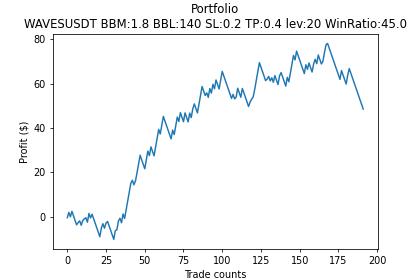 Portfolio
WAVESUSDT BBM:1.8 BBL:140 SL:0.2 TP:0.4 lev:20 WinRatio:45.0
80
60
40
20
0
Profit ($)
0 25 50 75 100 125 150 175 200
Trade counts